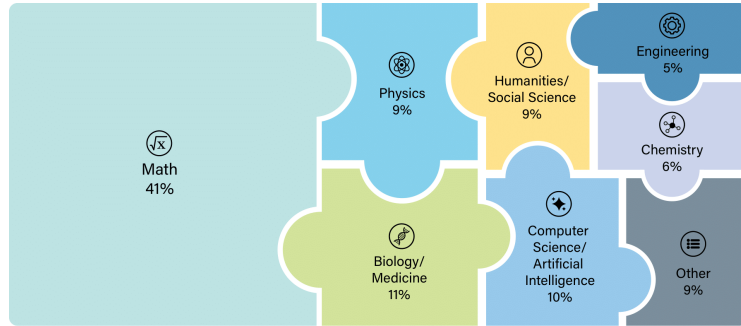 √x
Math
41%
Physics
9%
Humanities/
Social Science
9%
Engineering
5%
Chemistry
6%
Biology/
Medicine
11%
Computer
Science/
Artificial
Intelligence
10%
Other
9%